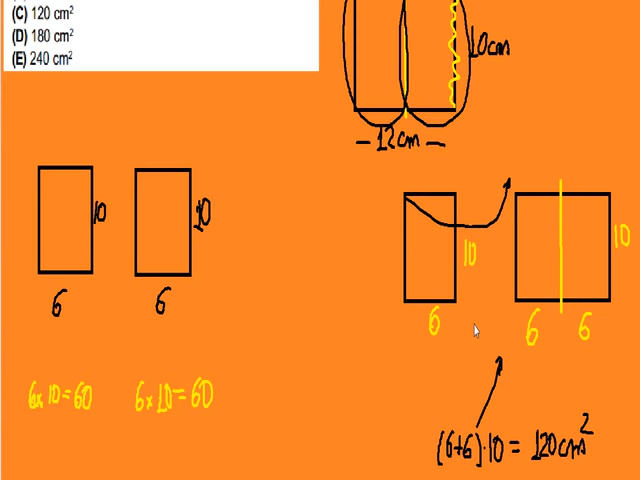 (C) 120 cm²
(D) 180 cm²
(E) 240 cm²
10cm
- 12cm -
10
10
6
6
10
10
6
6
6
6x10=60
6x10=60
(6+6)·10 = 120cm²